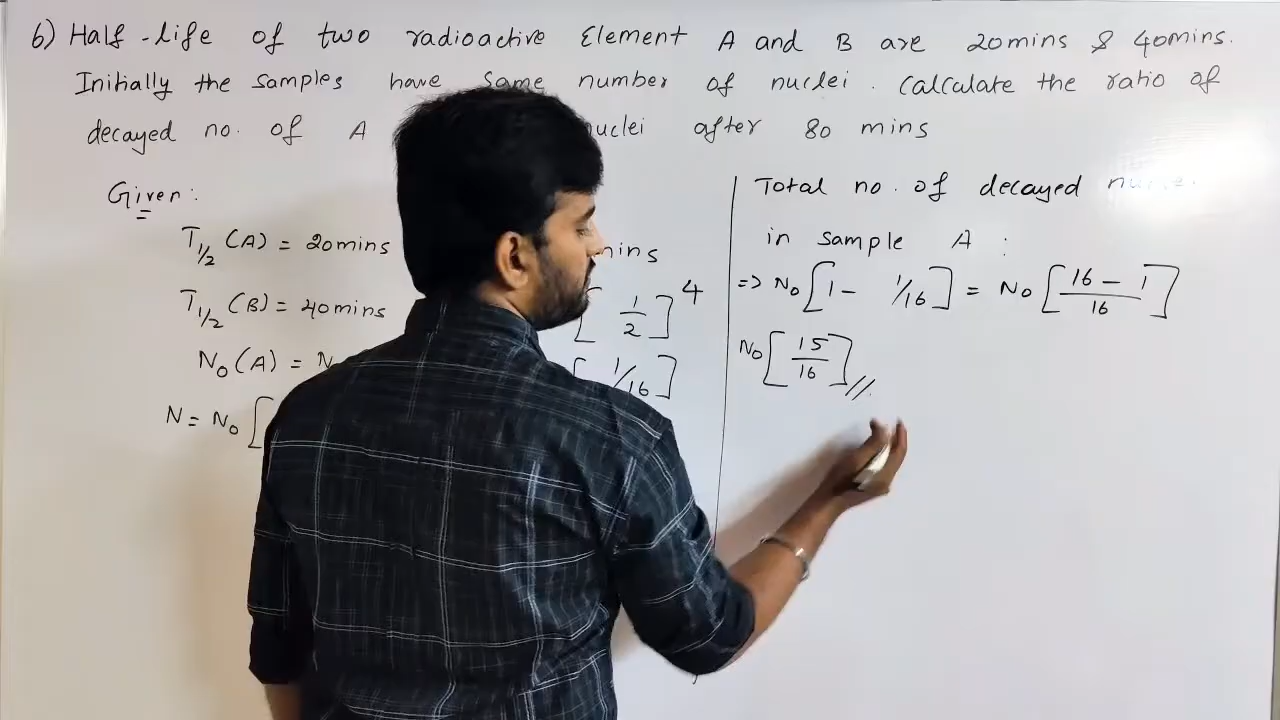 6) Half-life of two radioactive Element A and B are 20mins & 40mins.
Initially the samples have same number of nuclei. Calculate the ratio of
decayed no. of A nuclei after 80 mins
Given:
T1/2 (A) = 20mins
T1/2 (B) = 40mins
N0 (A) = N
N = N0 [
[ 1/2 ]^4
[ 1/16 ]
Total no. of decayed
in sample A :
=> N0 [ 1 - 1/16 ] = N0 [ (16 - 1)/16 ]
N0 [ 15/16 ] //